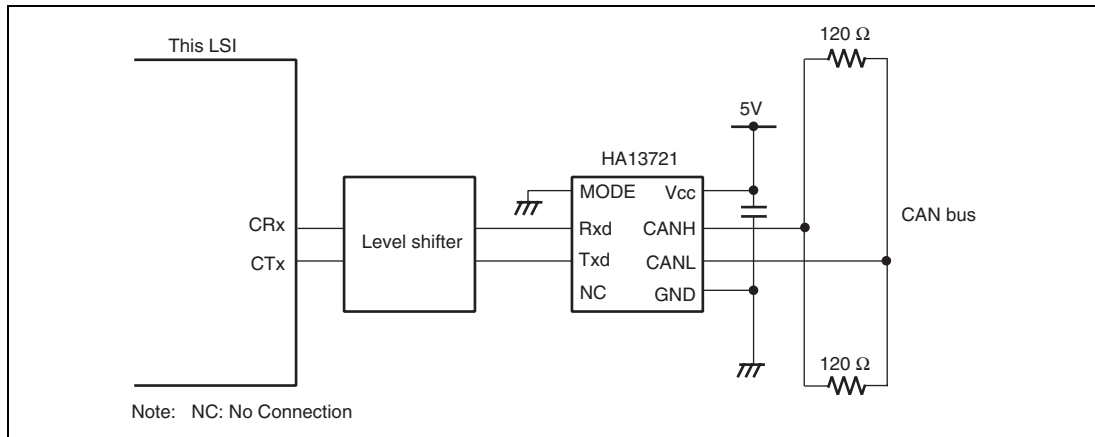 This LSI
120 Ω
5V
HA13721
MODE Vcc
CRx
Level shifter
Rxd CANH
CAN bus
CTx
Txd CANL
NC GND
120 Ω
Note: NC: No Connection